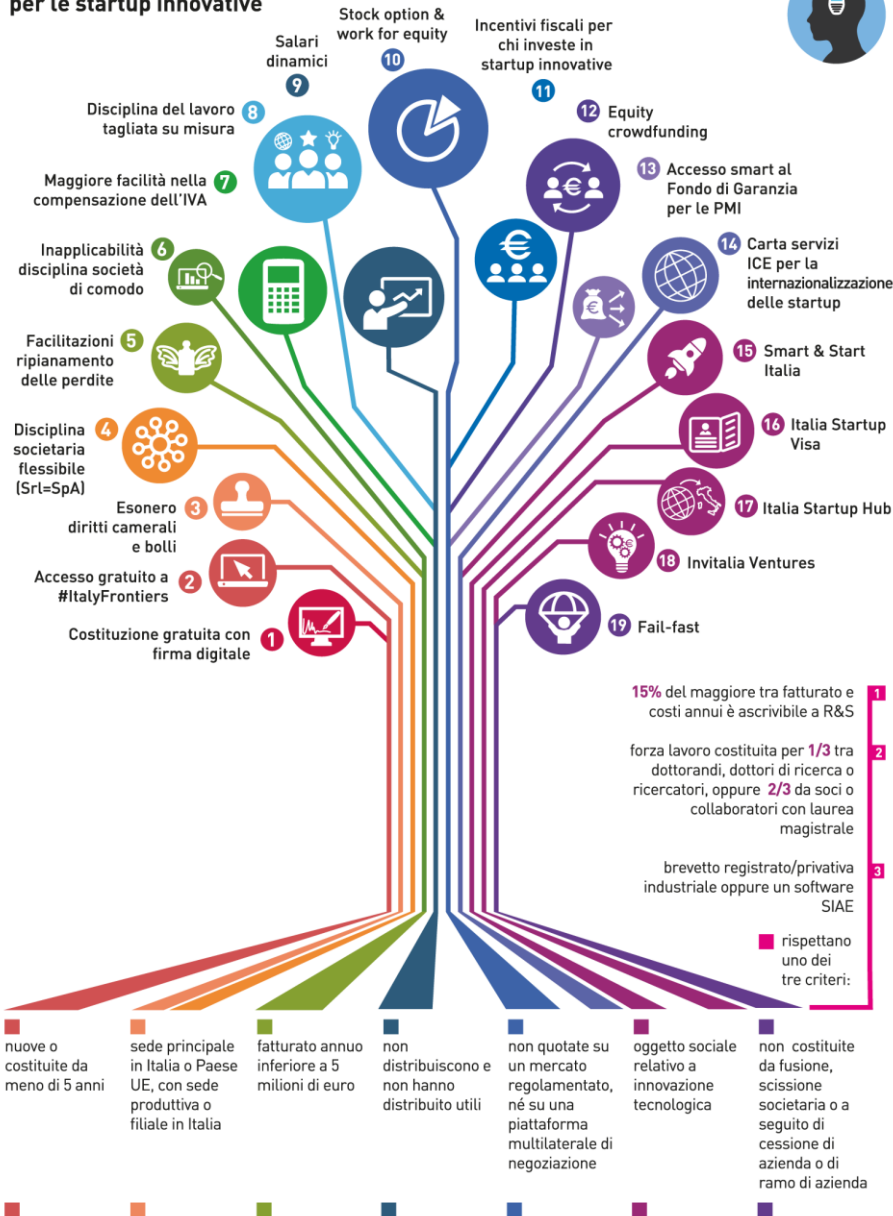 per le startup innovative
1
Costituzione gratuita con
firma digitale
2
Accesso gratuito a
#ItalyFrontiers
3
Esonero
diritti camerali
e bolli
4
Disciplina
societaria
flessibile
(Srl=SpA)
5
Facilitazioni
ripianamento
delle perdite
6
Inapplicabilità
disciplina società
di comodo
7
Maggiore facilità nella
compensazione dell'IVA
8
Disciplina del lavoro
tagliata su misura
9
Salari
dinamici
10
Stock option &
work for equity
11
Incentivi fiscali per
chi investe in
startup innovative
12
Equity
crowdfunding
13
Accesso smart al
Fondo di Garanzia
per le PMI
14
Carta servizi
ICE per la
internazionalizzazione
delle startup
15
Smart & Start
Italia
16
Italia Startup
Visa
17
Italia Startup Hub
18
Invitalia Ventures
19
Fail-fast
€
€
€
€
1
15% del maggiore tra fatturato e
costi annui è ascrivibile a R&S
2
forza lavoro costituita per 1/3 tra
dottorandi, dottori di ricerca o
ricercatori, oppure 2/3 da soci o
collaboratori con laurea
magistrale
3
brevetto registrato/privativa
industriale oppure un software
SIAE
rispettano
uno dei
tre criteri:
nuove o
costituite da
meno di 5 anni
sede principale
in Italia o Paese
UE, con sede
produttiva o
filiale in Italia
fatturato annuo
inferiore a 5
milioni di euro
non
distribuiscono e
non hanno
distribuito utili
non quotate su
un mercato
regolamentato,
né su una
piattaforma
multilaterale di
negoziazione
oggetto sociale
relativo a
innovazione
tecnologica
non costituite
da fusione,
scissione
societaria o a
seguito di
cessione di
azienda o di
ramo di azienda